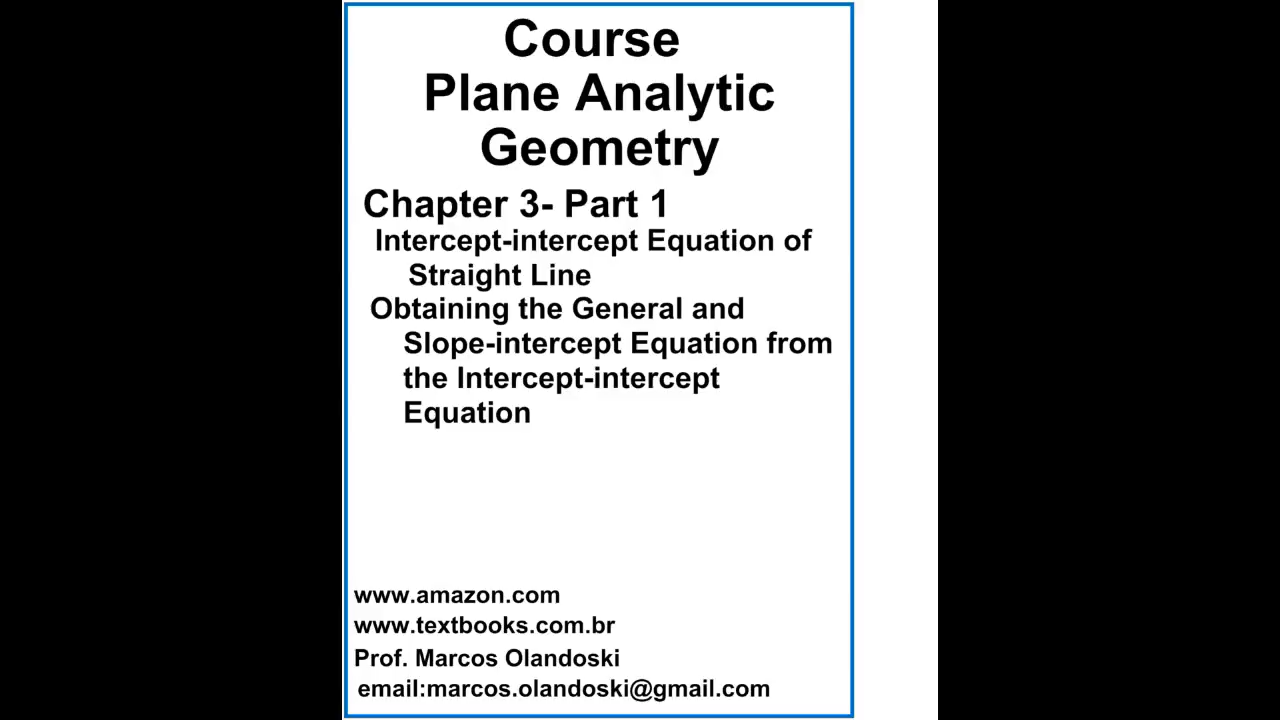 Course
Plane Analytic
Geometry
Chapter 3- Part 1
Intercept-intercept Equation of
Straight Line
Obtaining the General and
Slope-intercept Equation from
the Intercept-intercept
Equation
www.amazon.com
www.textbooks.com.br
Prof. Marcos Olandoski
email:marcos.olandoski@gmail.com